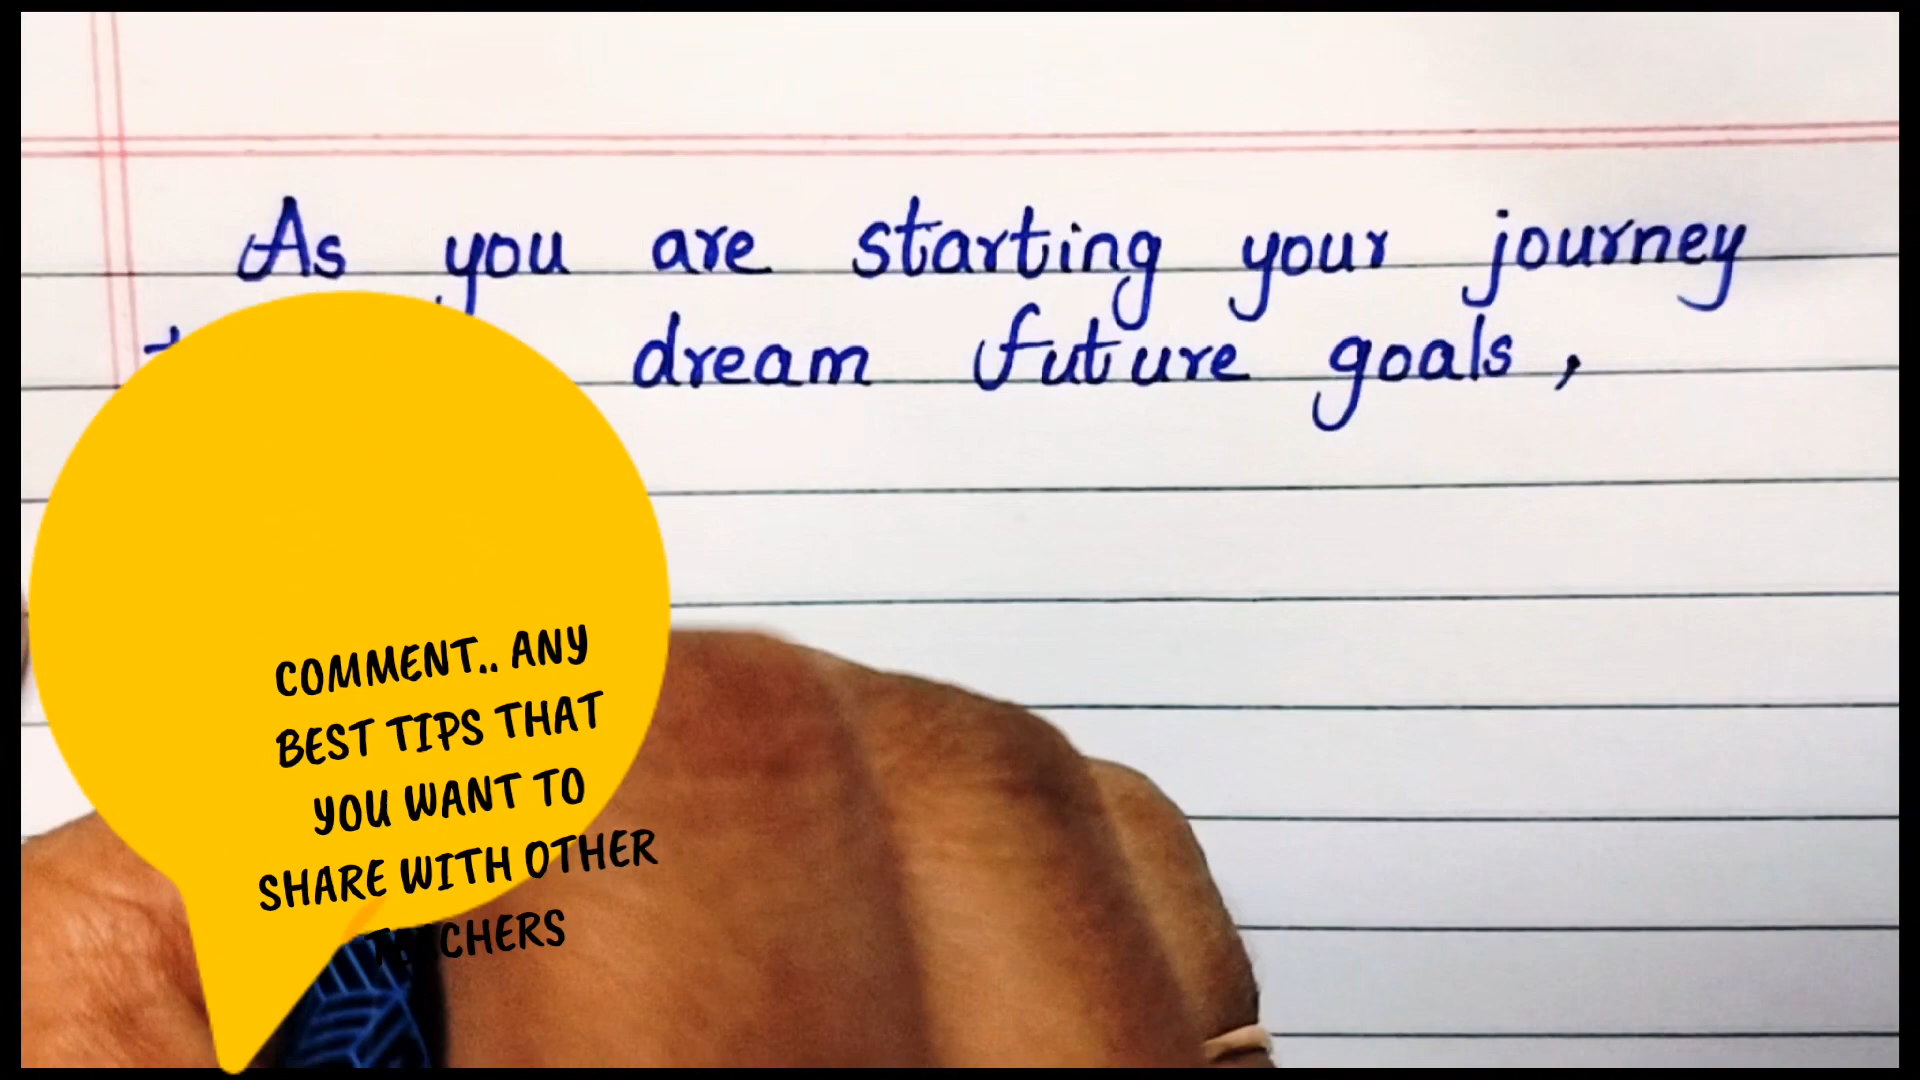 As you are starting your journey
dream future goals,
COMMENT.. ANY
BEST TIPS THAT
YOU WANT TO
SHARE WITH OTHER
TEACHERS